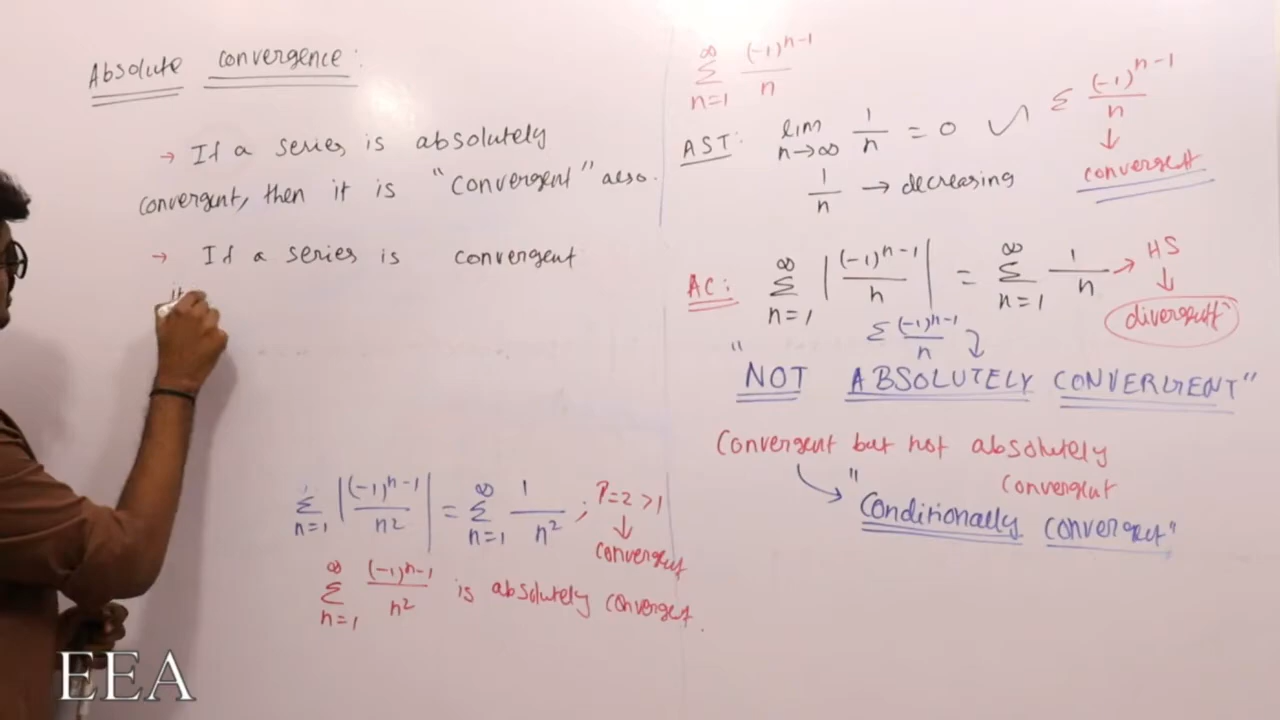 Absolute convergence:
→ If a series is absolutely
convergent, then it is "convergent" also.
→ If a series is convergent
it
∞
Σ |(-1)^{n-1}/n²| = Σ 1/n² ; P=2 >1
n=1 n=1
↓
convergent
∞
Σ (-1)^{n-1}/n² is absolutely convergent.
n=1
∞
Σ (-1)^{n-1}/n
n=1
AST: lim 1/n = 0
n→∞
1/n → decreasing
Σ (-1)^{n-1}/n
↓
convergent
∞ ∞
AC: Σ |(-1)^{n-1}/n| = Σ 1/n → HS
n=1 n=1
↓
divergent
Σ (-1)^{n-1}/n
"NOT ABSOLUTELY CONVERGENT"
Convergent but not absolutely
convergent
"Conditionally convergent"
EEA